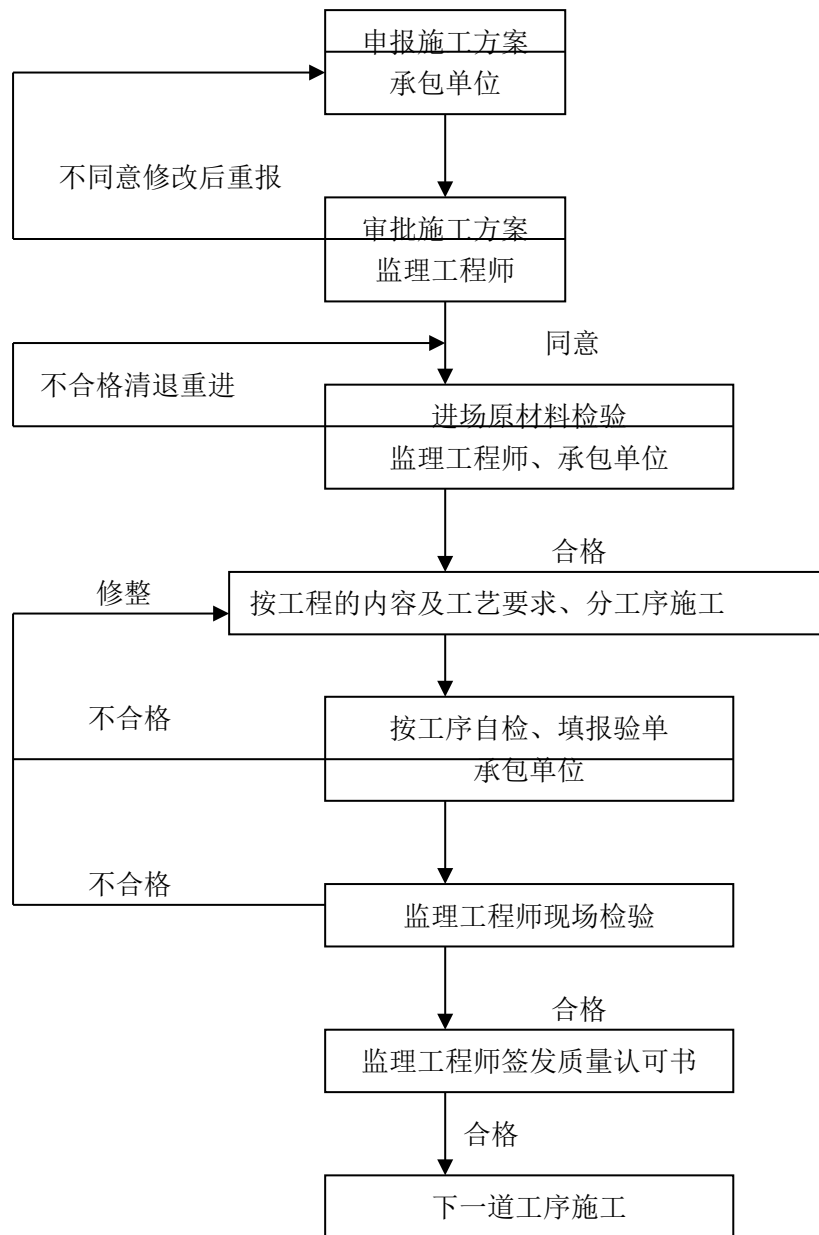 申报施工方案
承包单位
不同意修改后重报
审批施工方案
监理工程师
同意
不合格清退重进
进场原材料检验
监理工程师、承包单位
合格
修整
按工程的内容及工艺要求、分工序施工
不合格
按工序自检、填报验单
承包单位
不合格
监理工程师现场检验
合格
监理工程师签发质量认可书
合格
下一道工序施工